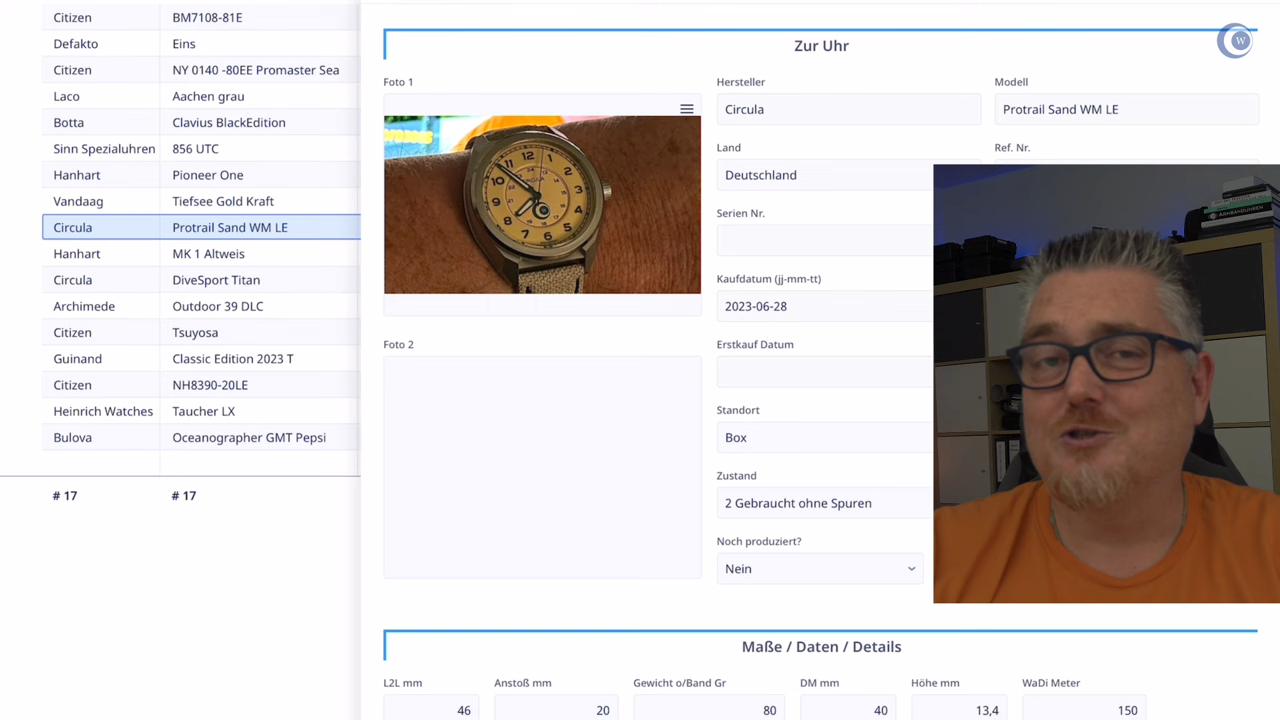 Citizen BM7108-81E
Defakto Eins
Citizen NY 0140 -80EE Promaster Sea
Laco Aachen grau
Botta Clavius BlackEdition
Sinn Spezialuhren 856 UTC
Hanhart Pioneer One
Vandaag Tiefsee Gold Kraft
Circula Protrail Sand WM LE
Hanhart MK 1 Altweis
Circula DiveSport Titan
Archimede Outdoor 39 DLC
Citizen Tsuyosa
Guinand Classic Edition 2023 T
Citizen NH8390-20LE
Heinrich Watches Taucher LX
Bulova Oceanographer GMT Pepsi
# 17 # 17
Zur Uhr
W
Foto 1
Hersteller
Modell
Circula
Protrail Sand WM LE
Land
Ref. Nr.
Deutschland
Serien Nr.
Kaufdatum (jj-mm-tt)
2023-06-28
Foto 2
Erstkauf Datum
Standort
Box
Zustand
2 Gebraucht ohne Spuren
Noch produziert?
Nein
ARMBANDUHREN
Maße / Daten / Details
L2L mm Anstoß mm Gewicht o/Band Gr DM mm Höhe mm WaDi Meter
46 20 80 40 13,4 150